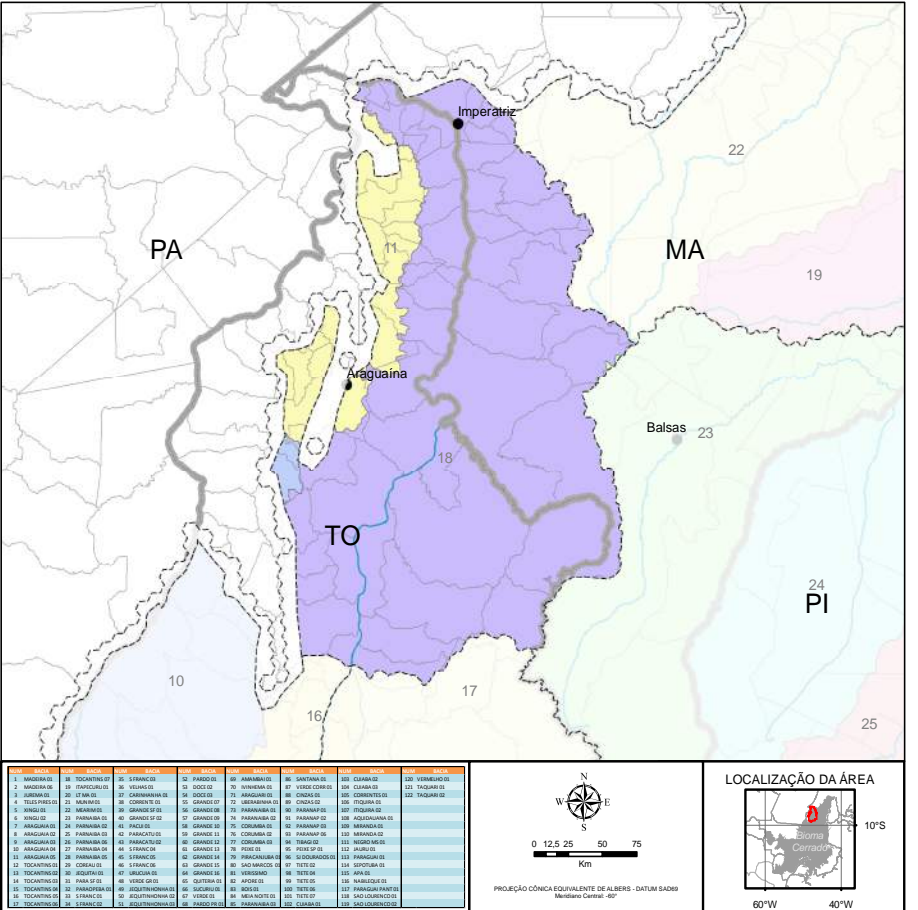 Imperatriz
22
PA
11
MA
19
Araguaína
Balsas
23
18
TO
24
PI
10
17
16
25
NUM BACIA NUM BACIA NUM BACIA NUM BACIA NUM BACIA NUM BACIA NUM BACIA NUM BACIA
1 MADEIRA 01 18 TOCANTINS 07 35 S FRANC 03 52 PARDO 01 69 AMAMBAI 01 86 SANTANA 01 103 CUIABA 02 120 VERMELHO 01
2 MADEIRA 06 19 ITAPECURU 01 36 VELHAS 01 53 DOCE 02 70 IVINHEMA 01 87 VERDE CORR 01 104 CUIABA 03 121 TAQUARI 01
3 JURUENA 01 20 LT MA 01 37 CARINHANHA 01 54 DOCE 03 71 ARAGUARI 01 88 CINZAS 01 105 CORRENTES 01 122 TAQUARI 02
4 TELES PIRES 01 21 MUNIM 01 38 CORRENTE 01 55 GRANDE 07 72 UBERABINHA 01 89 CINZAS 02 106 ITIQUIRA 01
5 XINGU 01 22 MEARIM 01 39 GRANDE SF 01 56 GRANDE 08 73 PARANAIBA 01 90 PARANAP 01 107 ITIQUIRA 02
6 XINGU 02 23 PARNAIBA 01 40 GRANDE SF 02 57 GRANDE 09 74 PARANAIBA 02 91 PARANAP 02 108 AQUIDAUANA 01
7 ARAGUAIA 01 24 PARNAIBA 02 41 PACUI 01 58 GRANDE 10 75 CORUMBA 01 92 PARANAP 03 109 MIRANDA 01
8 ARAGUAIA 02 25 PARNAIBA 03 42 PARACATU 01 59 GRANDE 11 76 CORUMBA 02 93 PARANAP 06 110 MIRANDA 02
9 ARAGUAIA 03 26 PARNAIBA 06 43 PARACATU 02 60 GRANDE 12 77 CORUMBA 03 94 TIBAGI 02 111 NEGRO MS 01
10 ARAGUAIA 04 27 PARNAIBA 04 44 S FRANC 04 61 GRANDE 13 78 PEIXE 01 95 PEIXE SP 01 112 JAURU 01
11 ARAGUAIA 05 28 PARNAIBA 05 45 S FRANC 05 62 GRANDE 14 79 PIRACANJUBA 01 96 SJ DOURADOS 01 113 PARAGUAI 01
12 TOCANTINS 01 29 COREAU 01 46 S FRANC 06 63 GRANDE 15 80 SAO MARCOS 01 97 TIETE 02 114 SEPOTUBA 01
13 TOCANTINS 02 30 JEQUITAI 01 47 URUCUIA 01 64 GRANDE 16 81 VERISSIMO 98 TIETE 04 115 APA 01
14 TOCANTINS 03 31 PARA SF 01 48 VERDE GR 01 65 QUITERIA 01 82 APORE 01 99 TIETE 05 116 NABILEQUE 01
15 TOCANTINS 04 32 PARAOPEBA 01 49 JEQUITINHONHA 01 66 SUCURIU 01 83 BOIS 01 100 TIETE 06 117 PARAGUAI PANT 01
16 TOCANTINS 05 33 S FRANC 01 50 JEQUITINHONHA 02 67 VERDE 01 84 MEIA NOITE 01 101 TIETE 07 118 SAO LOURENCO 01
17 TOCANTINS 06 34 S FRANC 02 51 JEQUITINHONHA 03 68 PARDO PR 01 85 PARANAIBA 03 102 CUIABA 01 119 SAO LOURENCO 02
N
W E
S
0 12,5 25 50 75
Km
PROJEÇÃO CÔNICA EQUIVALENTE DE ALBERS - DATUM SAD69
Meridiano Central: -60°
LOCALIZAÇÃO DA ÁREA
Bioma
Cerrado
10°S
60°W 40°W